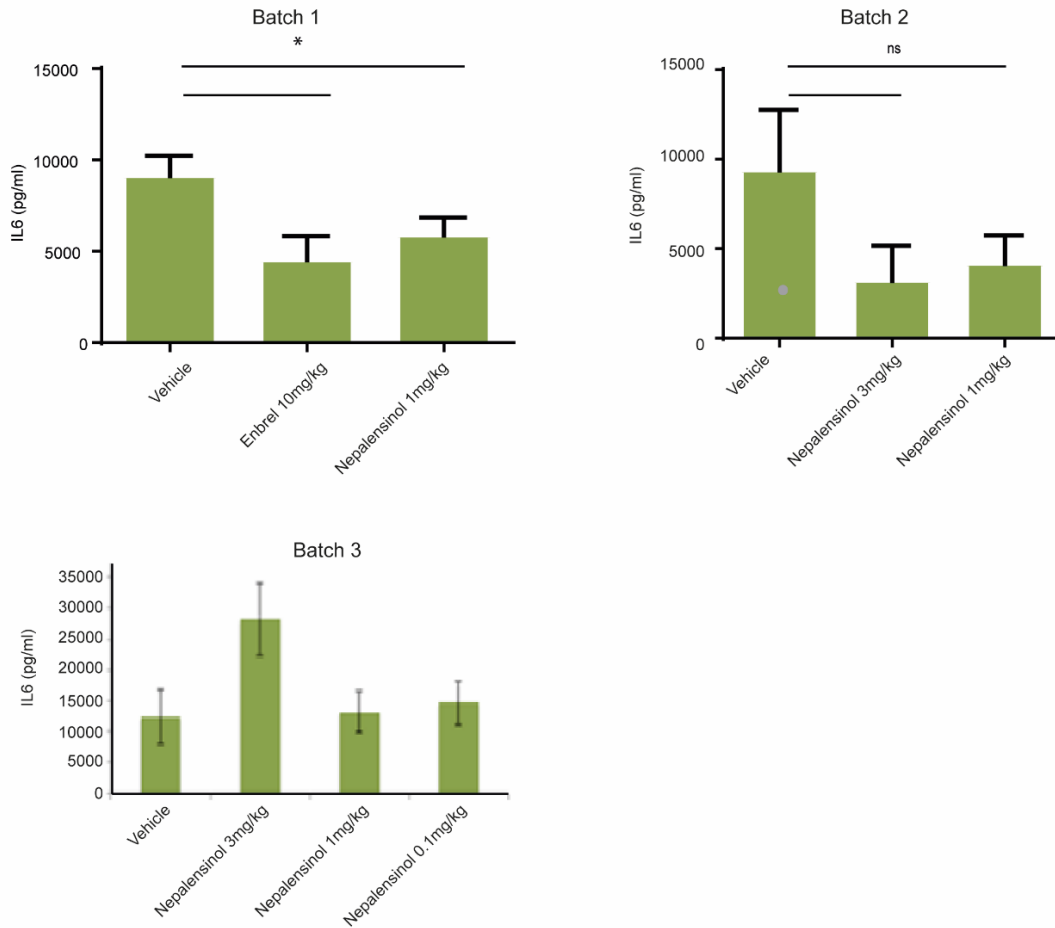 Batch 1
*
15000
10000
5000
0
IL6 (pg/ml)
Vehicle
Enbrel 10mg/kg
Nepalensinol 1mg/kg
Batch 2
ns
15000
10000
5000
0
IL6 (pg/ml)
Vehicle
Nepalensinol 3mg/kg
Nepalensinol 1mg/kg
Batch 3
35000
30000
25000
20000
15000
10000
5000
0
IL6 (pg/ml)
Vehicle
Nepalensinol 3mg/kg
Nepalensinol 1mg/kg
Nepalensinol 0.1mg/kg